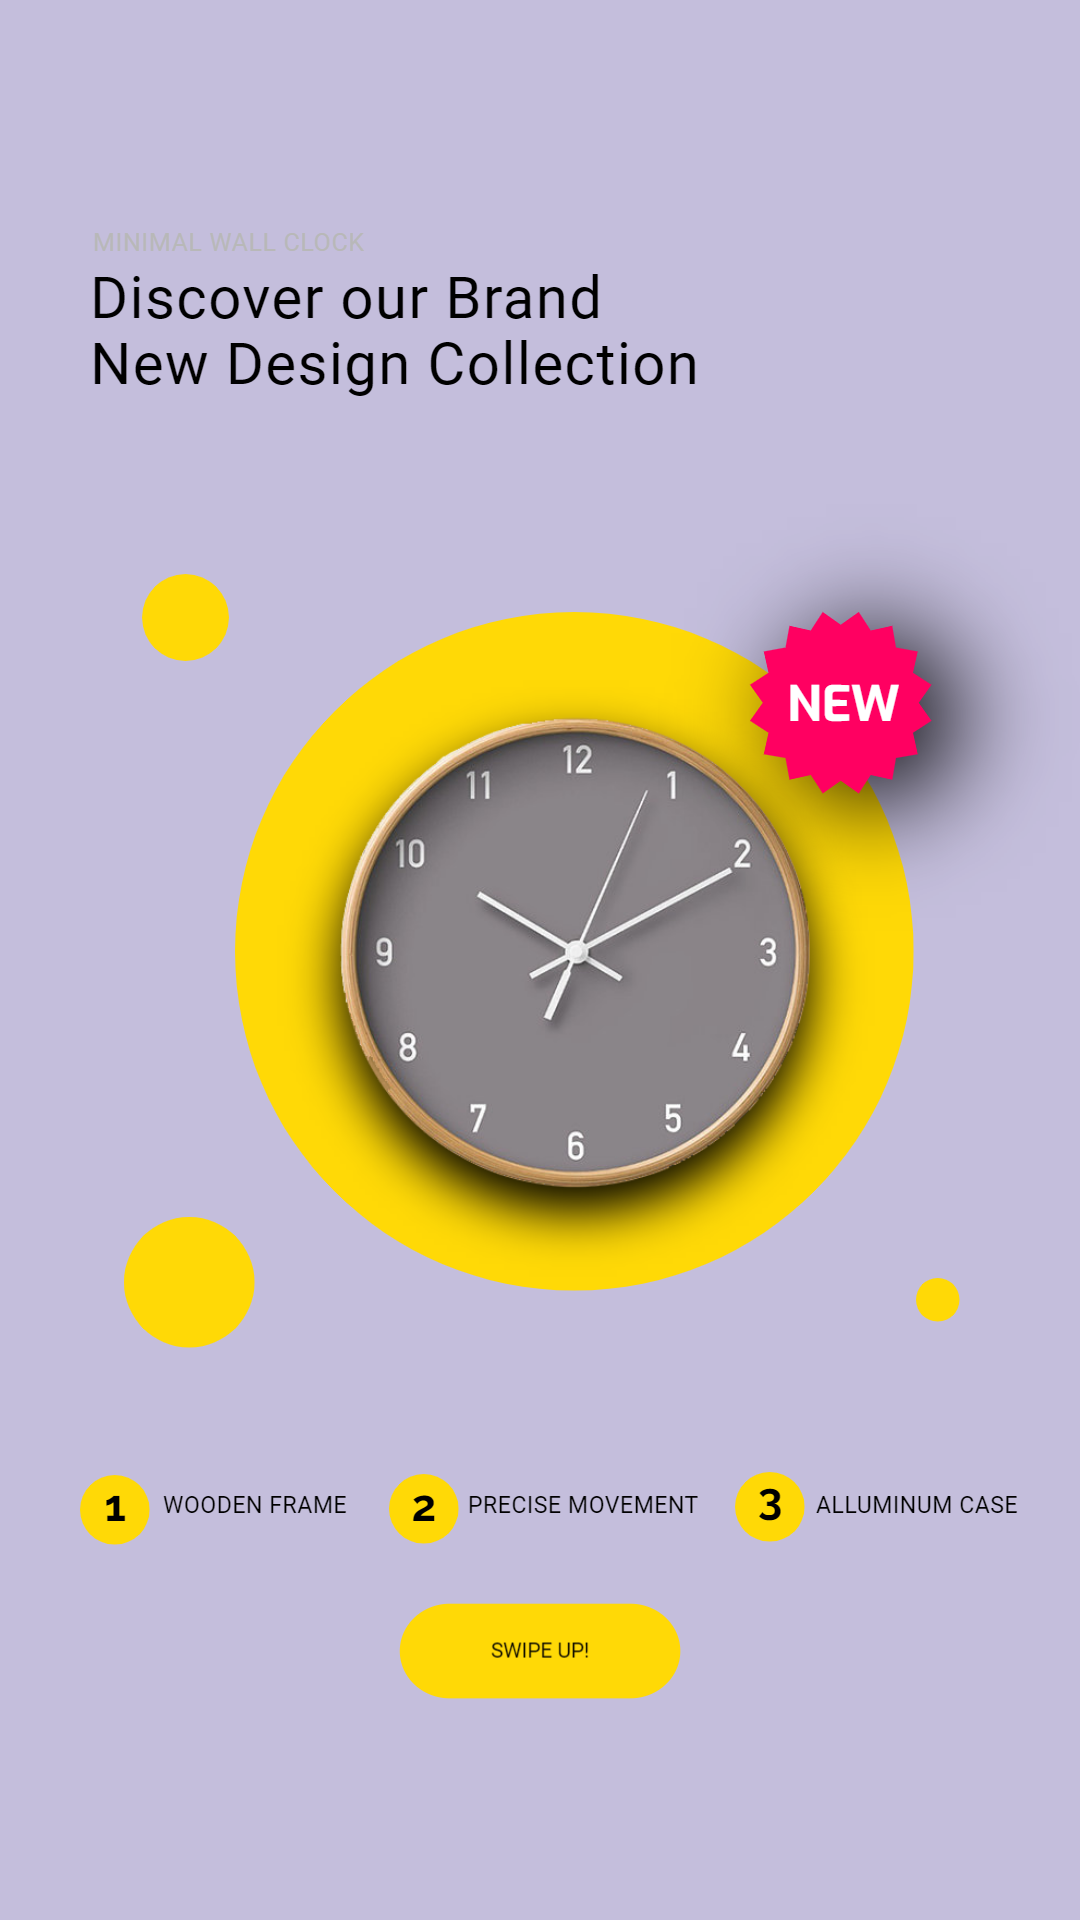 MINIMAL WALL CLOCK
Discover our Brand
New Design Collection
NEW
12
1
2
3
4
5
6
7
8
9
10
11
1 WOODEN FRAME
2 PRECISE MOVEMENT
3 ALLUMINUM CASE
SWIPE UP!